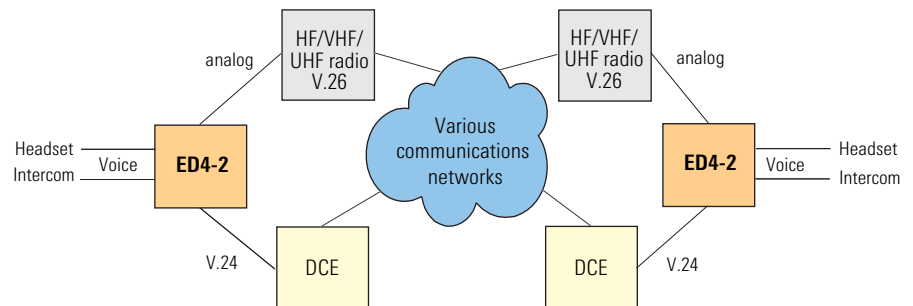 HF/VHF/
UHF radio
V.26
HF/VHF/
UHF radio
V.26
analog
analog
Various
communications
networks
Headset
Voice
Intercom
ED4-2
ED4-2
Headset
Voice
Intercom
V.24
DCE
DCE
V.24